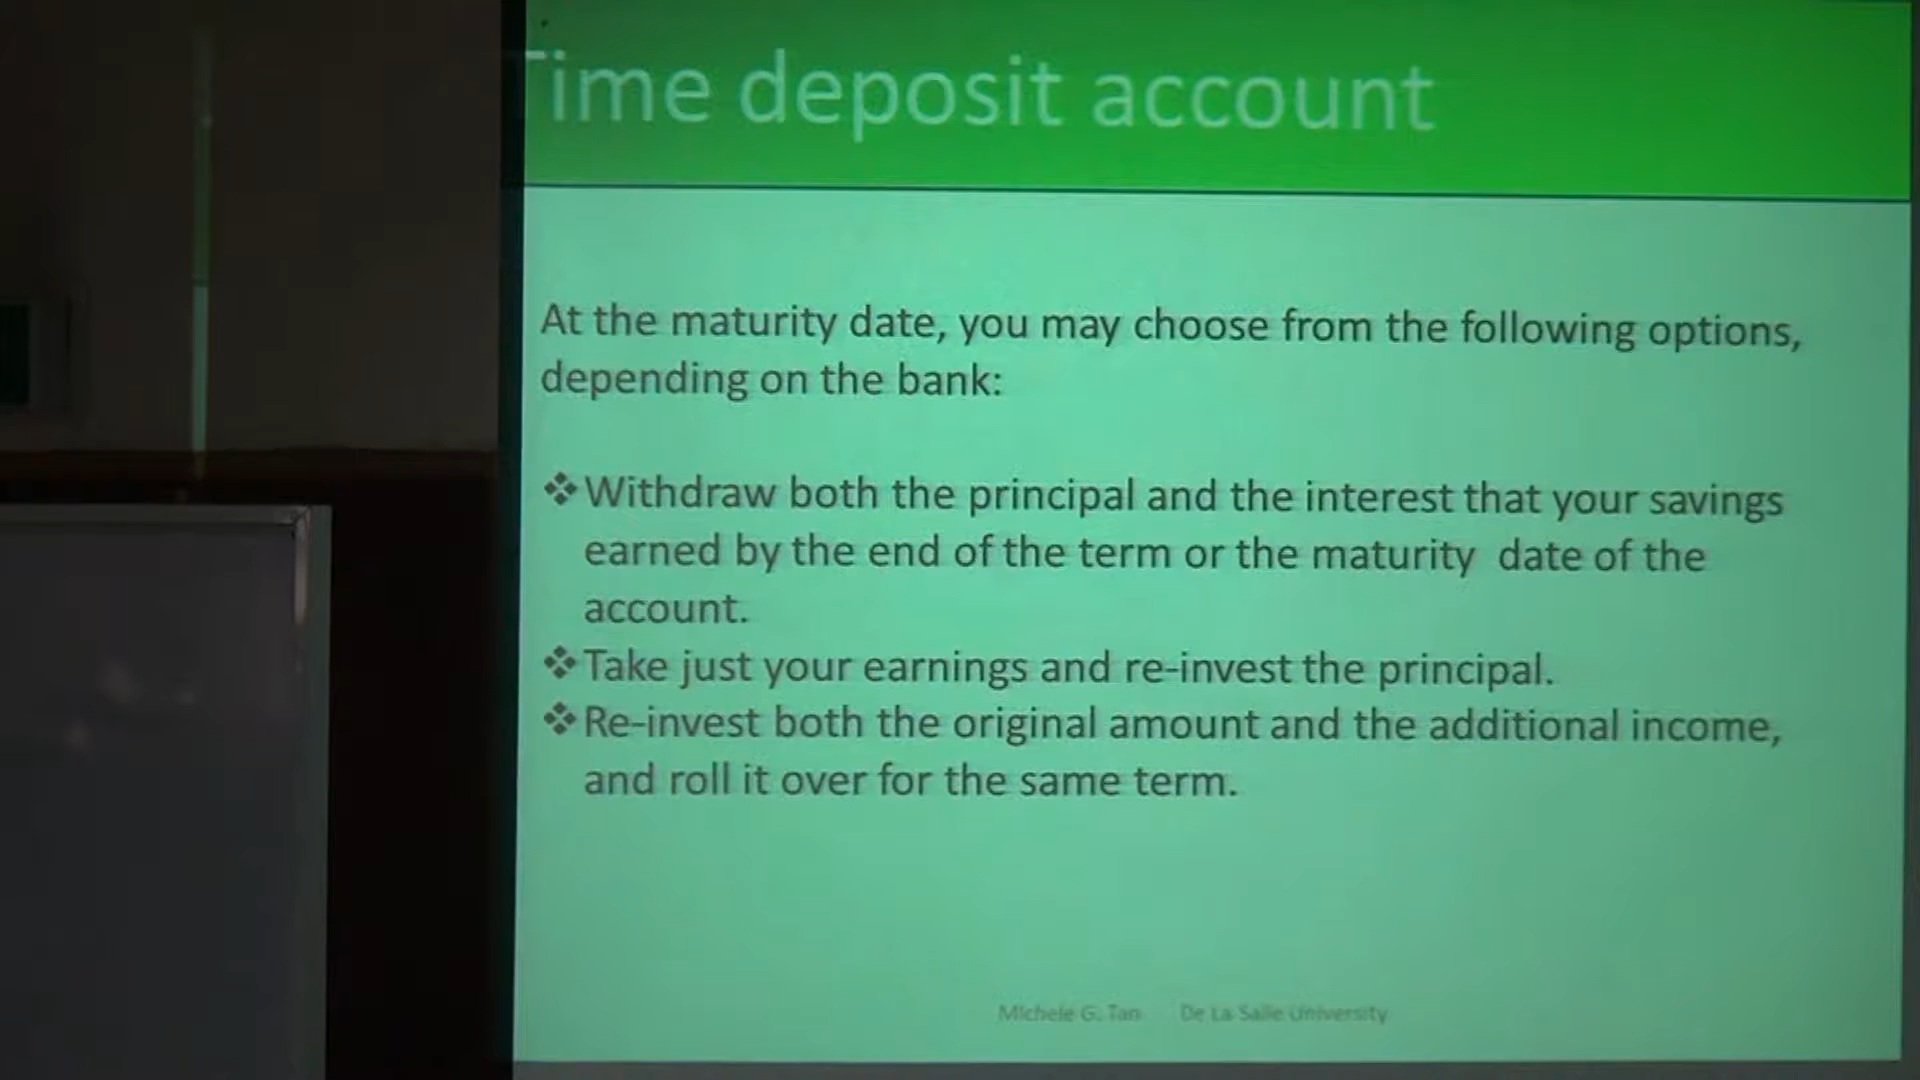 Time deposit account
At the maturity date, you may choose from the following options,
depending on the bank:
❖Withdraw both the principal and the interest that your savings
earned by the end of the term or the maturity date of the
account.
❖Take just your earnings and re-invest the principal.
❖Re-invest both the original amount and the additional income,
and roll it over for the same term.
Michele G. Tan De La Salle University